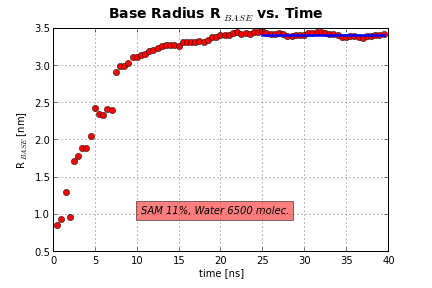 Base Radius R BASE vs. Time
3.5
3.0
2.5
2.0
1.5
1.0
0.5
R BASE [nm]
SAM 11%, Water 6500 molec.
0 5 10 15 20 25 30 35 40
time [ns]